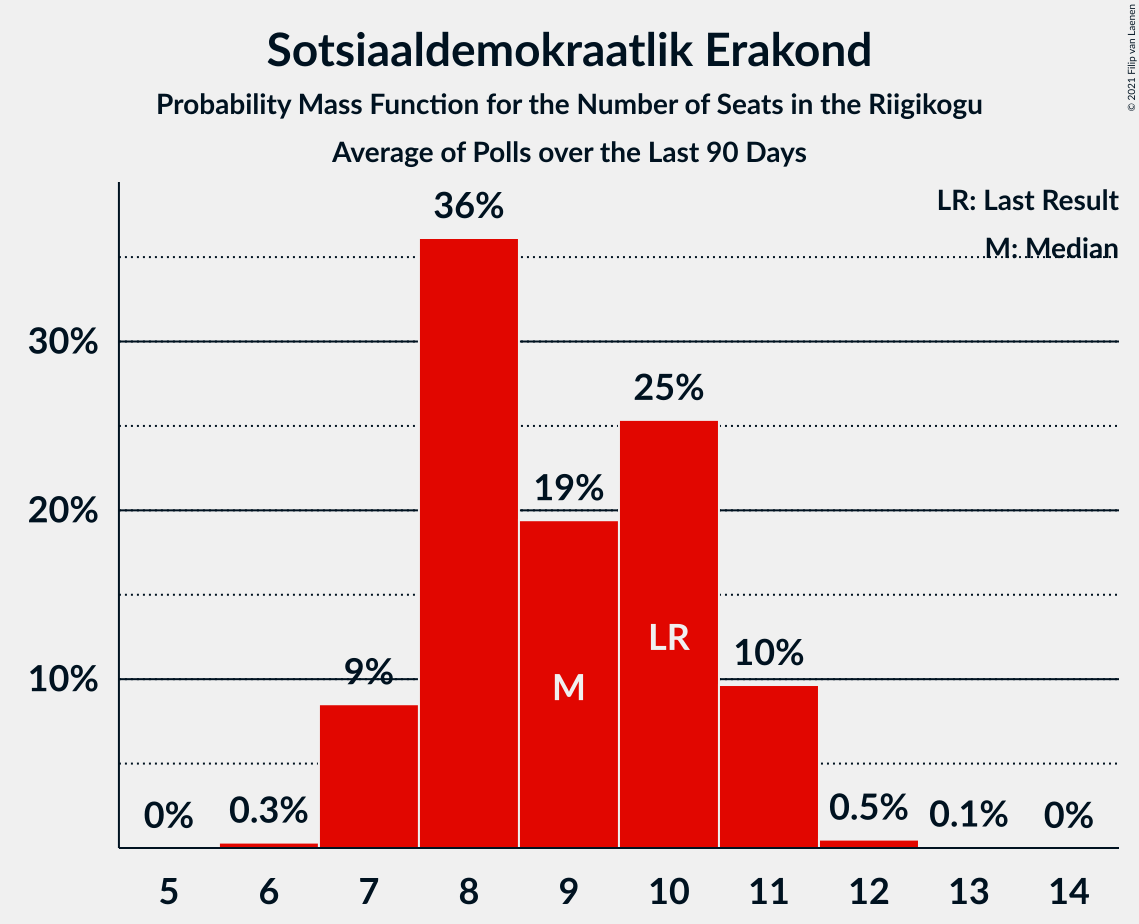 Sotsiaaldemokraatlik Erakond
Probability Mass Function for the Number of Seats in the Riigikogu
Average of Polls over the Last 90 Days
© 2021 Filip van Laenen
LR: Last Result
M: Median
36%
30%
25%
19%
20%
LR
10%
9%
M
10%
0%
0.3%
0.5%
0.1%
0%
5 6 7 8 9 10 11 12 13 14